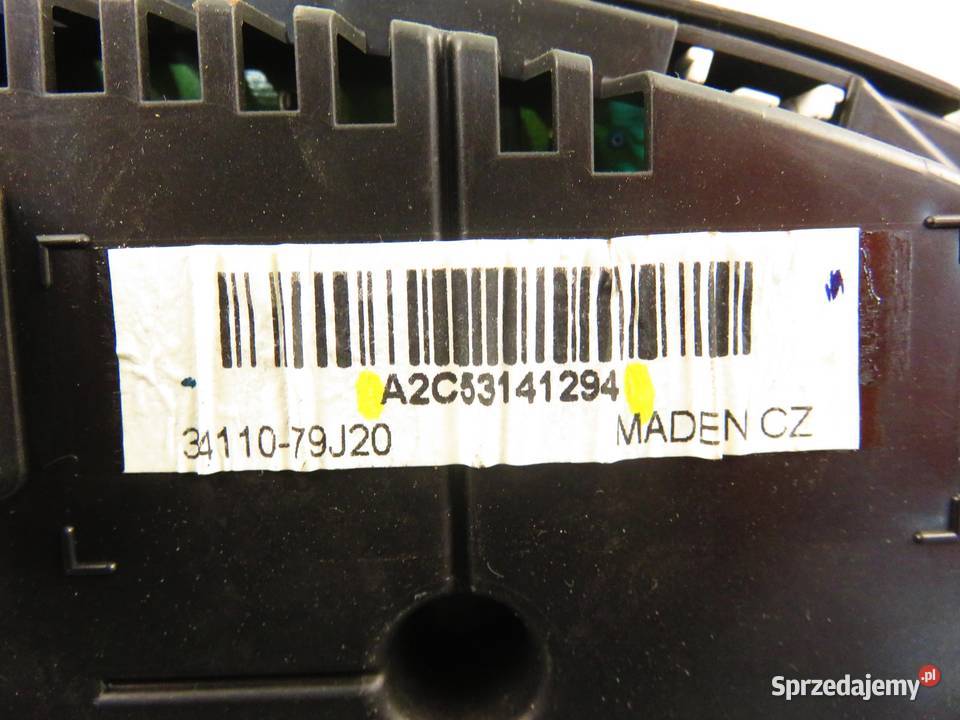 A2C53141294
34110-79J20 MADEN CZ
Sprzedajemy.pl